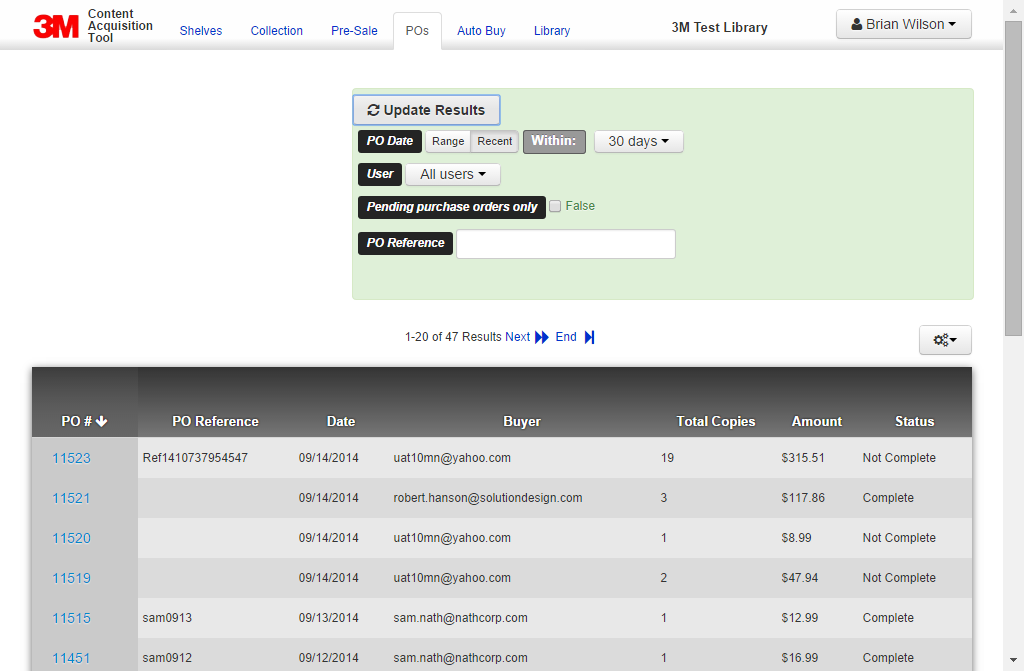 3M Content
Acquisition
Tool
Shelves Collection Pre-Sale POs Auto Buy Library
3M Test Library
Brian Wilson
Update Results
PO Date Range Recent Within: 30 days
User All users
Pending purchase orders only False
PO Reference
1-20 of 47 Results Next End
PO # PO Reference Date Buyer Total Copies Amount Status
11523 Ref1410737954547 09/14/2014 uat10mn@yahoo.com 19 $315.51 Not Complete
11521 09/14/2014 robert.hanson@solutiondesign.com 3 $117.86 Complete
11520 09/14/2014 uat10mn@yahoo.com 1 $8.99 Not Complete
11519 09/14/2014 uat10mn@yahoo.com 2 $47.94 Not Complete
11515 sam0913 09/13/2014 sam.nath@nathcorp.com 1 $12.99 Complete
11451 sam0912 09/12/2014 sam.nath@nathcorp.com 1 $16.99 Complete